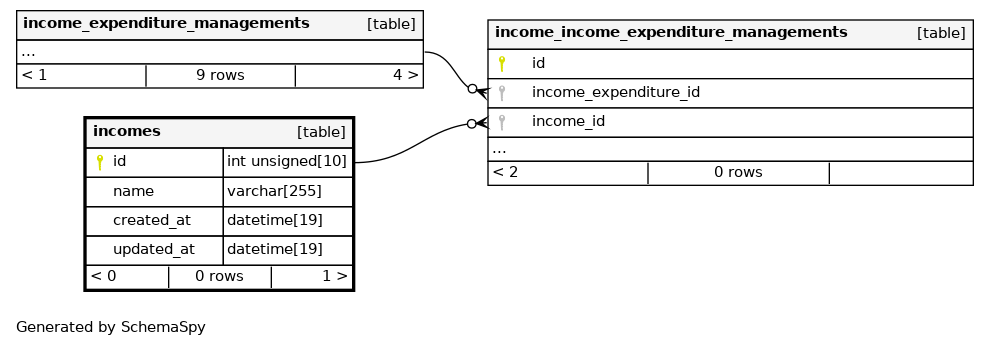 income_expenditure_managements [table]
...
< 1 9 rows 4 >
income_income_expenditure_managements [table]
id
income_expenditure_id
income_id
...
< 2 0 rows
incomes [table]
id int unsigned[10]
name varchar[255]
created_at datetime[19]
updated_at datetime[19]
< 0 0 rows 1 >
Generated by SchemaSpy